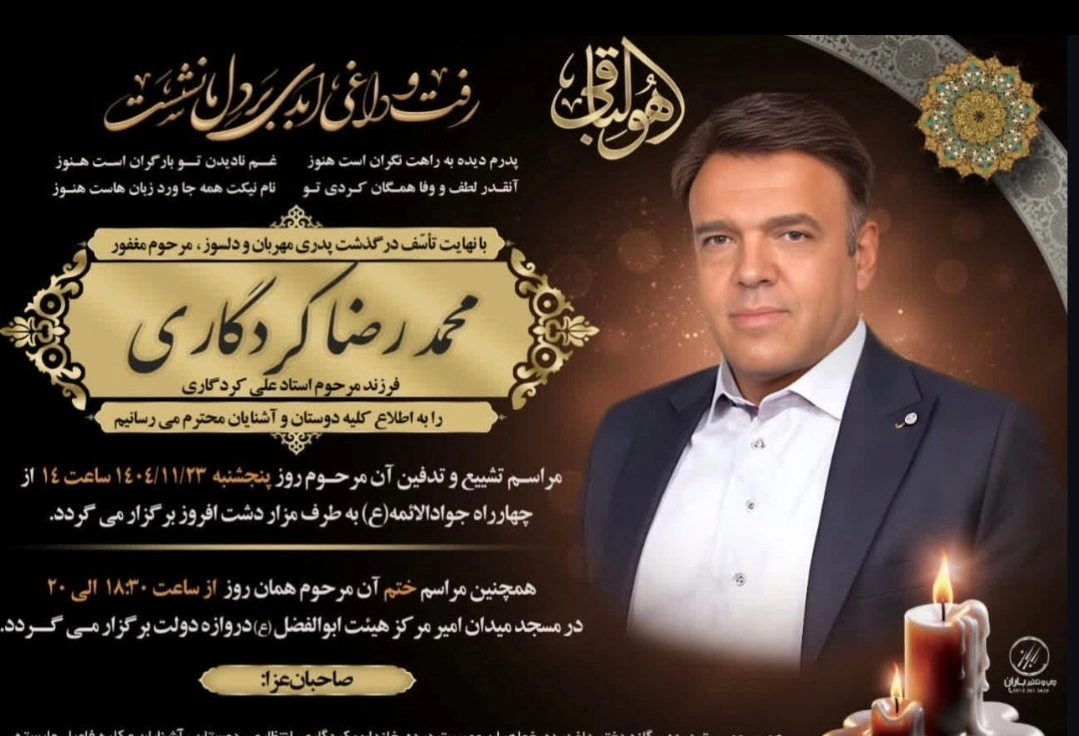 هوالباقی
رفت و داغی ابدی بر دل ما نشست
پدرم دیده به راهت نگران است هنوز غم نادیدن تو بارگران است هنوز
آنقدر لطف و وفا همگان کردی تو نام نیکت همه جا ورد زبان هاست هنوز
با نهایت تأسّف درگذشت پدری مهربان و دلسوز ، مرحوم مغفور
محمد رضا کردگاری
فرزند مرحوم استاد علی کردگاری
را به اطلاع کلیه دوستان و آشنایان محترم می رسانیم
مراسم تشییع و تدفین آن مرحوم روز پنجشنبه ۱۴۰۴/۱۱/۲۳ ساعت ۱۴ از
چهارراه جوادالائمه(ع) به طرف مزار دشت افروز برگزار می گردد.
همچنین مراسم ختم آن مرحوم همان روز از ساعت ۱۸:۳۰ الی ۲۰
در مسجد میدان امیر مرکز هیئت ابوالفضل(ع) دروازه دولت برگزار می گردد.
صاحبان عزا:
چاپ و تکثیر باران